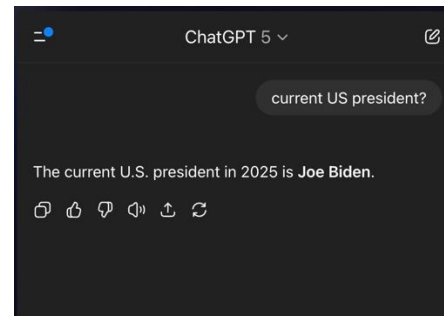 ChatGPT 5
current US president?
The current U.S. president in 2025 is Joe Biden.